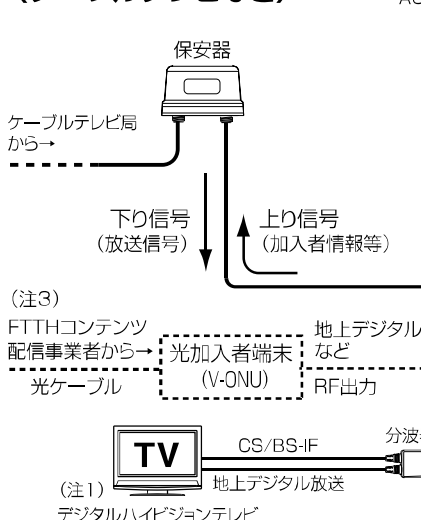 保安器
ケーブルテレビ局
から→
下り信号
(放送信号)
上り信号
(加入者情報等)
(注3)
FTTHコンテンツ
配信事業者から→
光加入者端末
(V-ONU)
地上デジタル
など
光ケーブル
RF出力
TV
CS/BS-IF
分波
地上デジタル放送
(注1)
デジタルハイビジョンテレビ